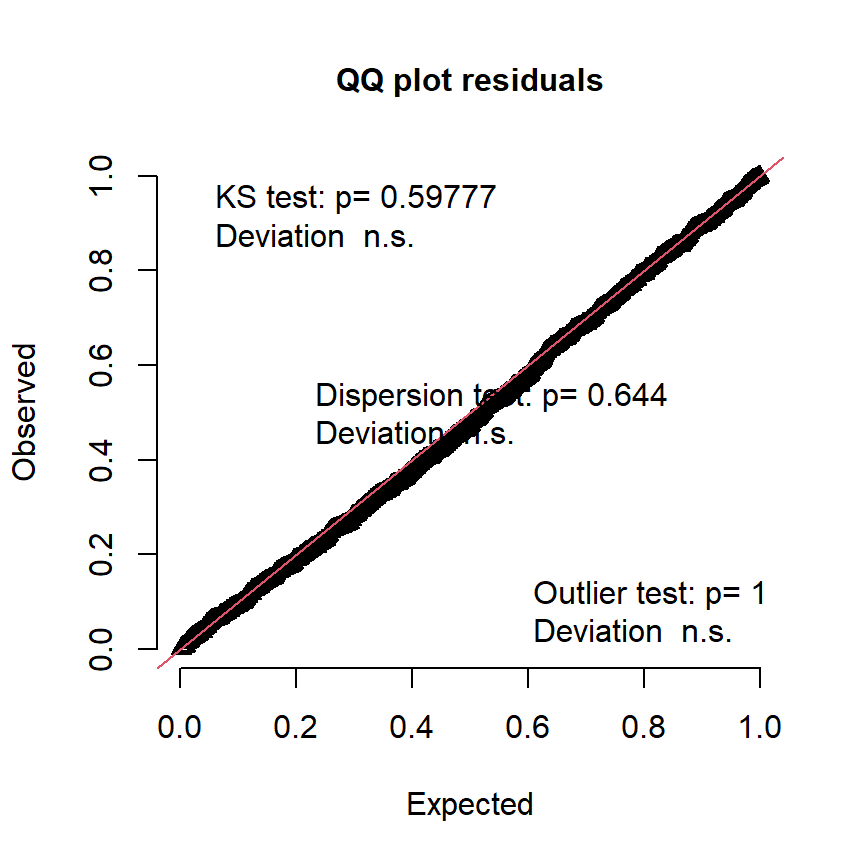 QQ plot residuals
KS test: p= 0.59777
Deviation  n.s.
Dispersion test: p= 0.644
Deviation  n.s.
Outlier test: p= 1
Deviation  n.s.
Observed
1.0
0.8
0.6
0.4
0.2
0.0
0.0 0.2 0.4 0.6 0.8 1.0
Expected